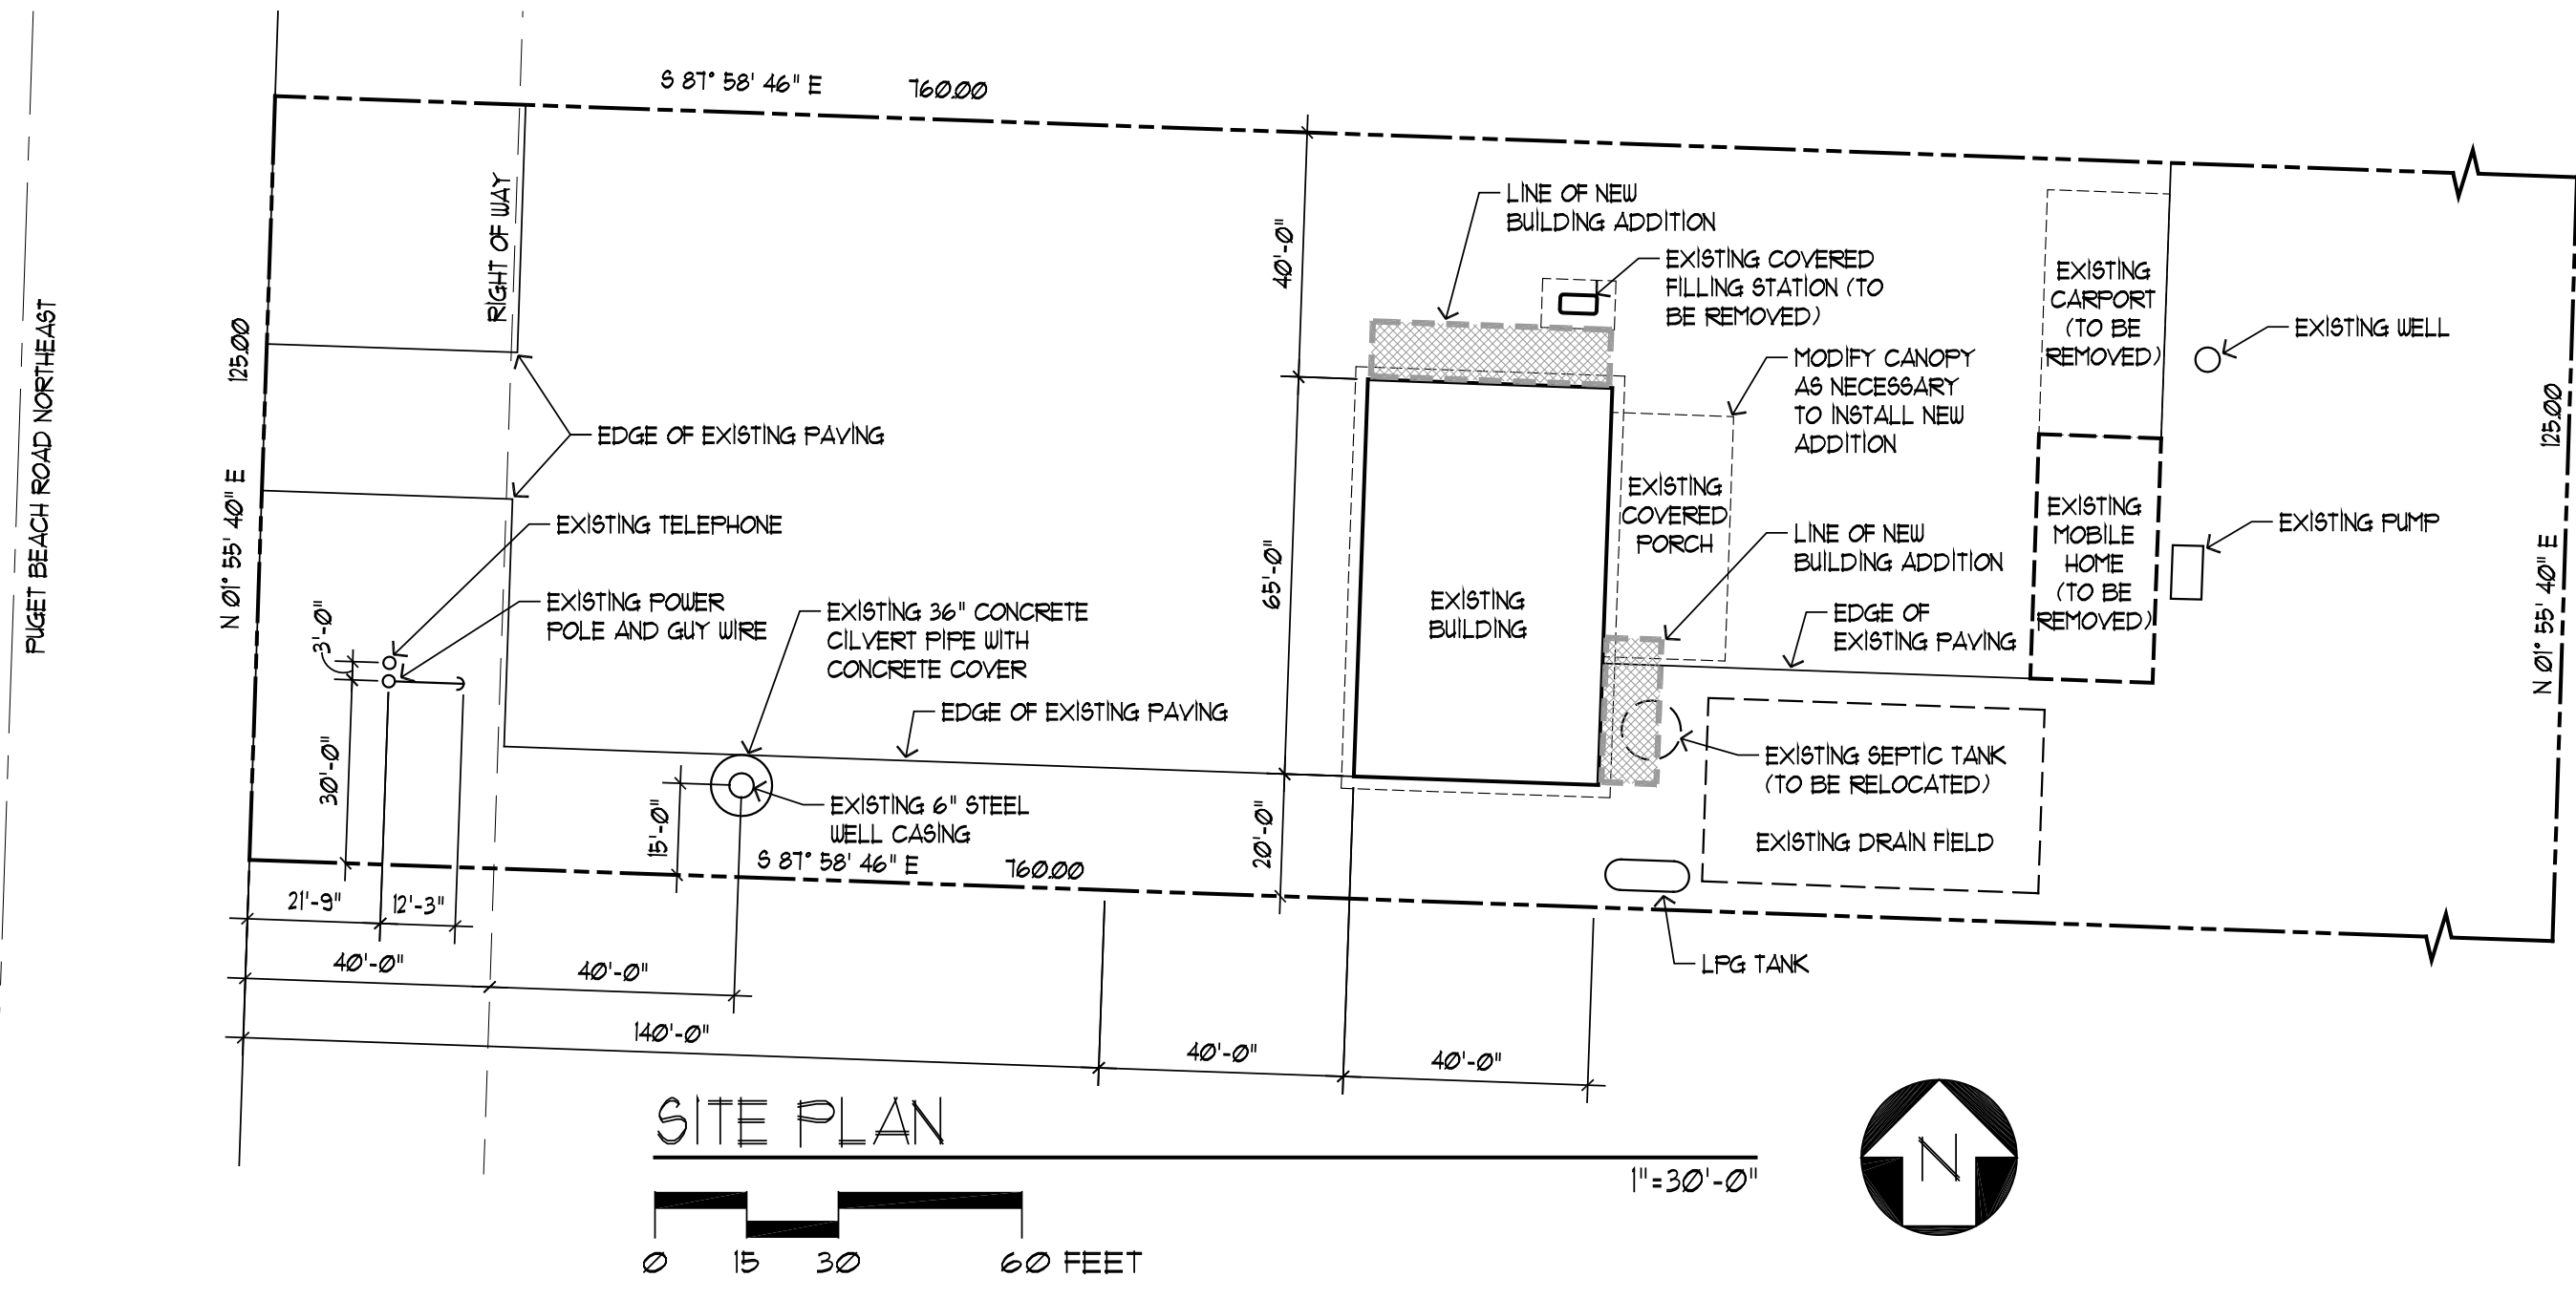 S 87° 58' 46" E 760.00
PUGET BEACH ROAD NORTHEAST
N 01° 55' 40" E 125.00
RIGHT OF WAY
40'-0"
LINE OF NEW
BUILDING ADDITION
EXISTING COVERED
FILLING STATION (TO
BE REMOVED)
MODIFY CANOPY
AS NECESSARY
TO INSTALL NEW
ADDITION
EXISTING
CARPORT
(TO BE
REMOVED)
EXISTING WELL
N 01° 55' 40" E 125.00
EDGE OF EXISTING PAVING
EXISTING TELEPHONE
EXISTING POWER
POLE AND GUY WIRE
3'-0"
30'-0"
EXISTING 36" CONCRETE
CILVERT PIPE WITH
CONCRETE COVER
EDGE OF EXISTING PAVING
65'-0"
EXISTING
BUILDING
EXISTING
COVERED
PORCH
LINE OF NEW
BUILDING ADDITION
EDGE OF
EXISTING PAVING
EXISTING
MOBILE
HOME
(TO BE
REMOVED)
EXISTING PUMP
EXISTING SEPTIC TANK
(TO BE RELOCATED)
EXISTING DRAIN FIELD
15'-0"
EXISTING 6" STEEL
WELL CASING
20'-0"
S 87° 58' 46" E 760.00
21'-9" 12'-3"
40'-0" 40'-0"
LPG TANK
140'-0" 40'-0" 40'-0"
SITE PLAN
1"=30'-0"
N
0 15 30 60 FEET